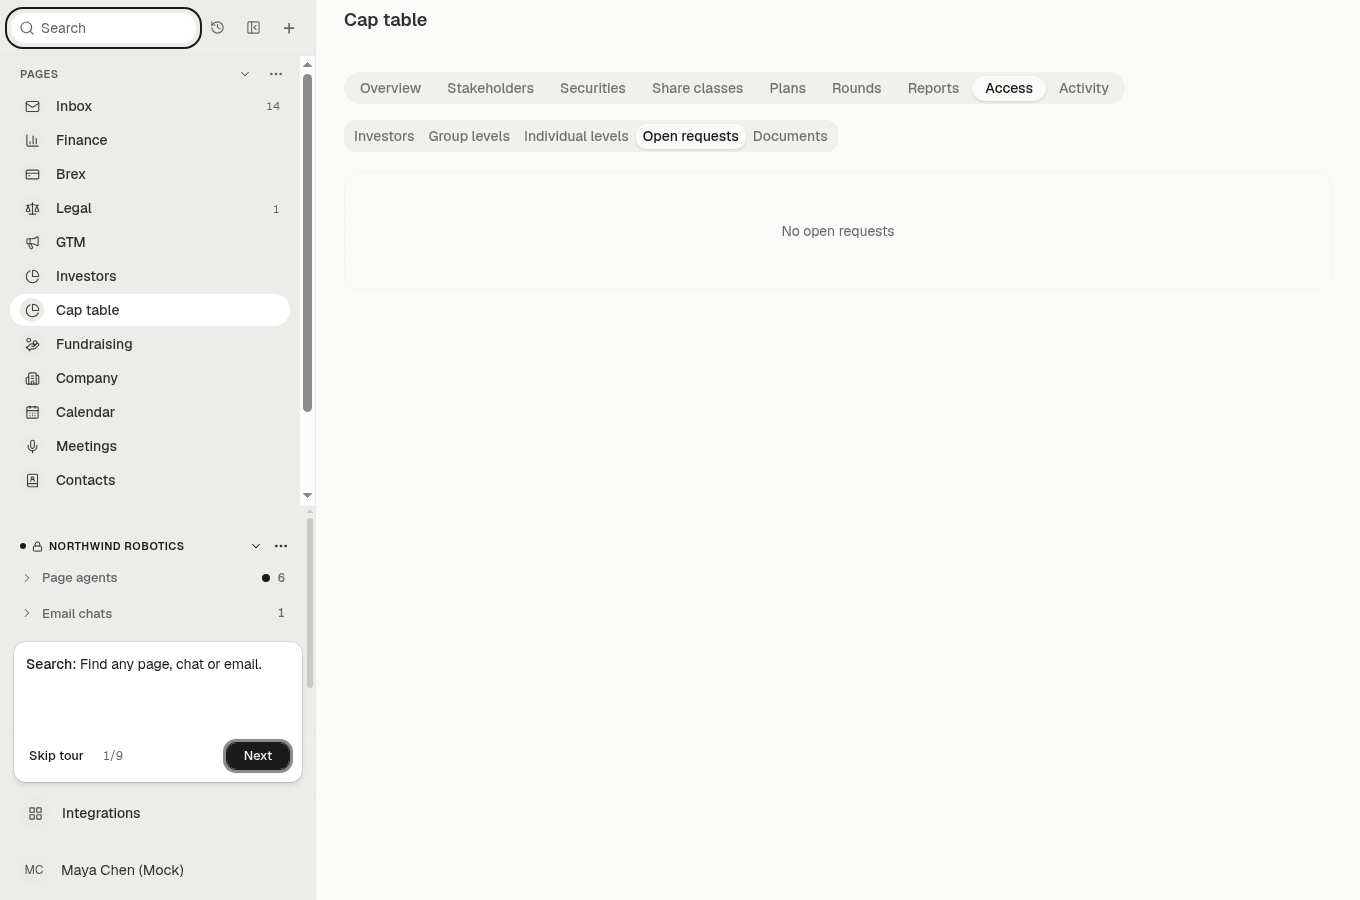 Search
PAGES
Inbox 14
Finance
Brex
Legal 1
GTM
Investors
Cap table
Fundraising
Company
Calendar
Meetings
Contacts
NORTHWIND ROBOTICS
Page agents 6
Email chats 1
Search: Find any page, chat or email.
Skip tour 1/9 Next
Integrations
MC Maya Chen (Mock)
Cap table
Overview Stakeholders Securities Share classes Plans Rounds Reports Access Activity
Investors Group levels Individual levels Open requests Documents
No open requests